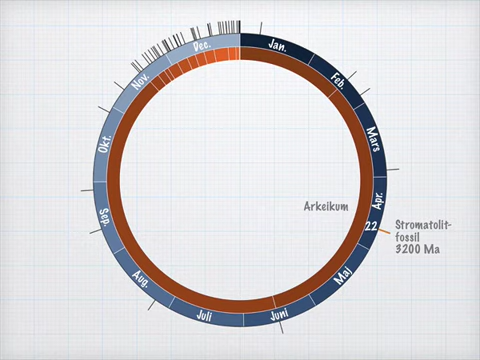 Jan.
Feb.
Mars
Apr.
22
Maj
Juni
Juli
Aug.
Sep.
Okt.
Nov.
Dec.
Arkeikum
Stromatolit-
fossil
3200 Ma